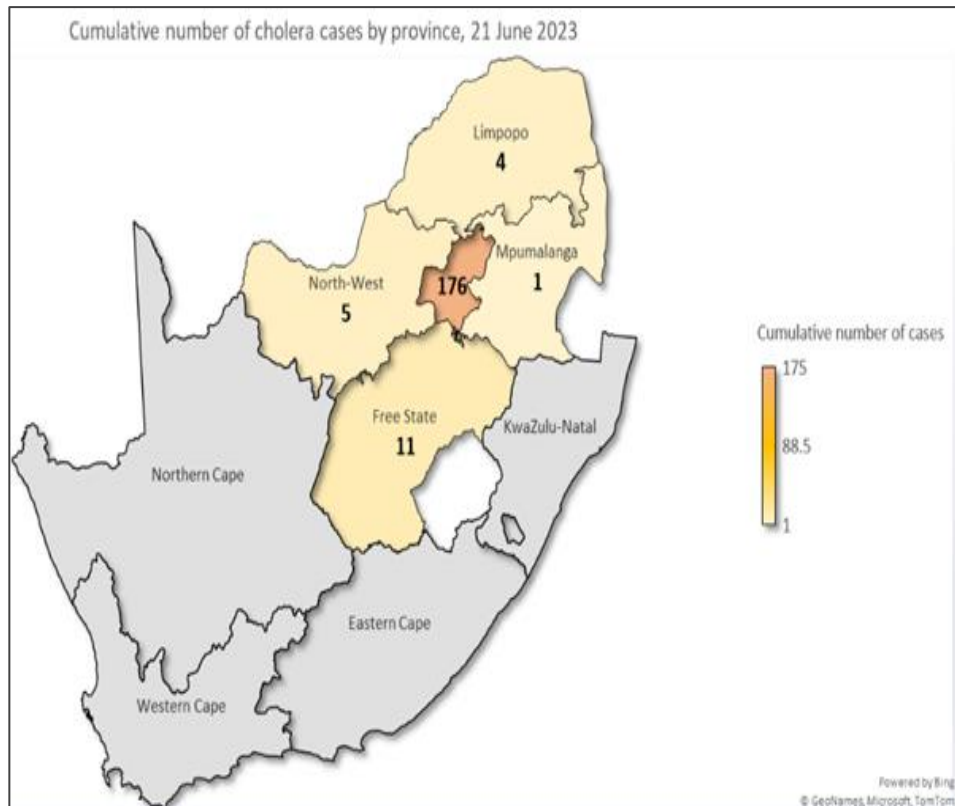 Cumulative number of cholera cases by province, 21 June 2023
Limpopo
4
Mpumalanga
1
North-West
5
176
Cumulative number of cases
175
88.5
1
Free State
11
KwaZulu-Natal
Northern Cape
Eastern Cape
Western Cape
Powered by Bing
© GeoNames, Microsoft, TomTom